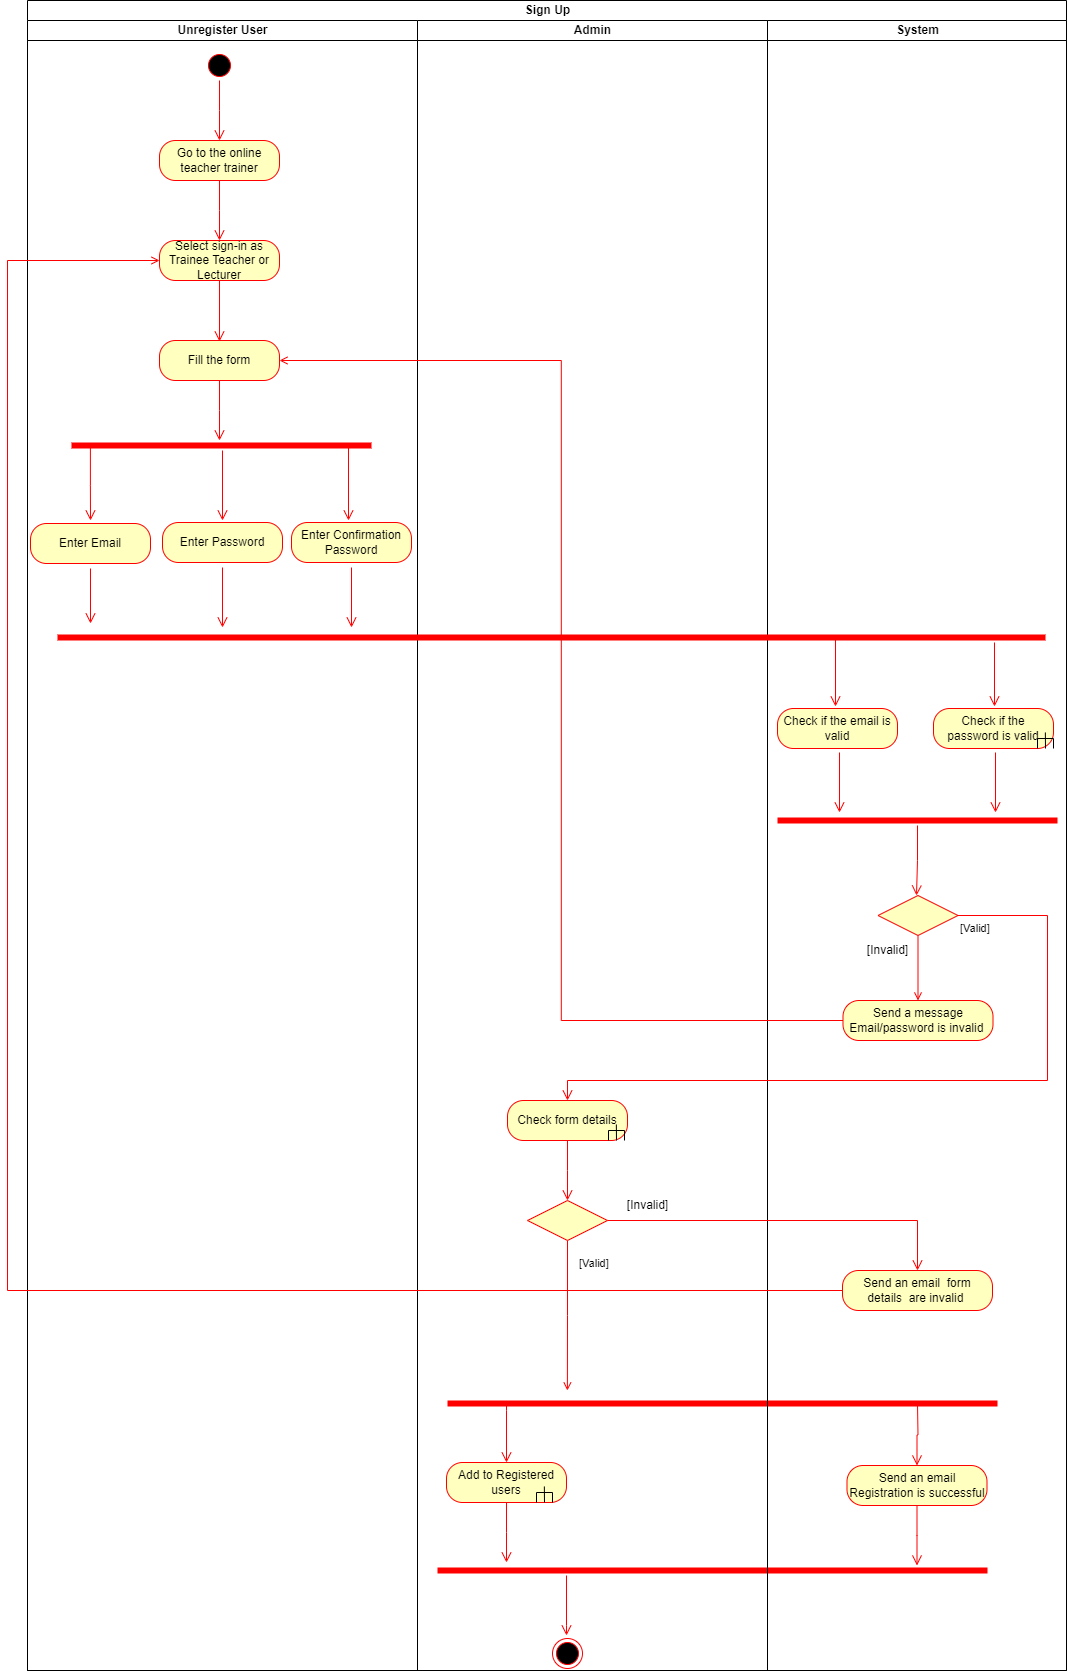 Sign Up
Unregister User
Admin
System
Go to the online
teacher trainer
Select sign-in as
Trainee Teacher or
Lecturer
Fill the form
Enter Email
Enter Password
Enter Confirmation
Password
Check if the email is
valid
Check if the
password is valid
[Valid]
[Invalid]
Send a message
Email/password is invalid
Check form details
[Invalid]
[Valid]
Send an email  form
details  are invalid
Add to Registered
users
Send an email
Registration is successful